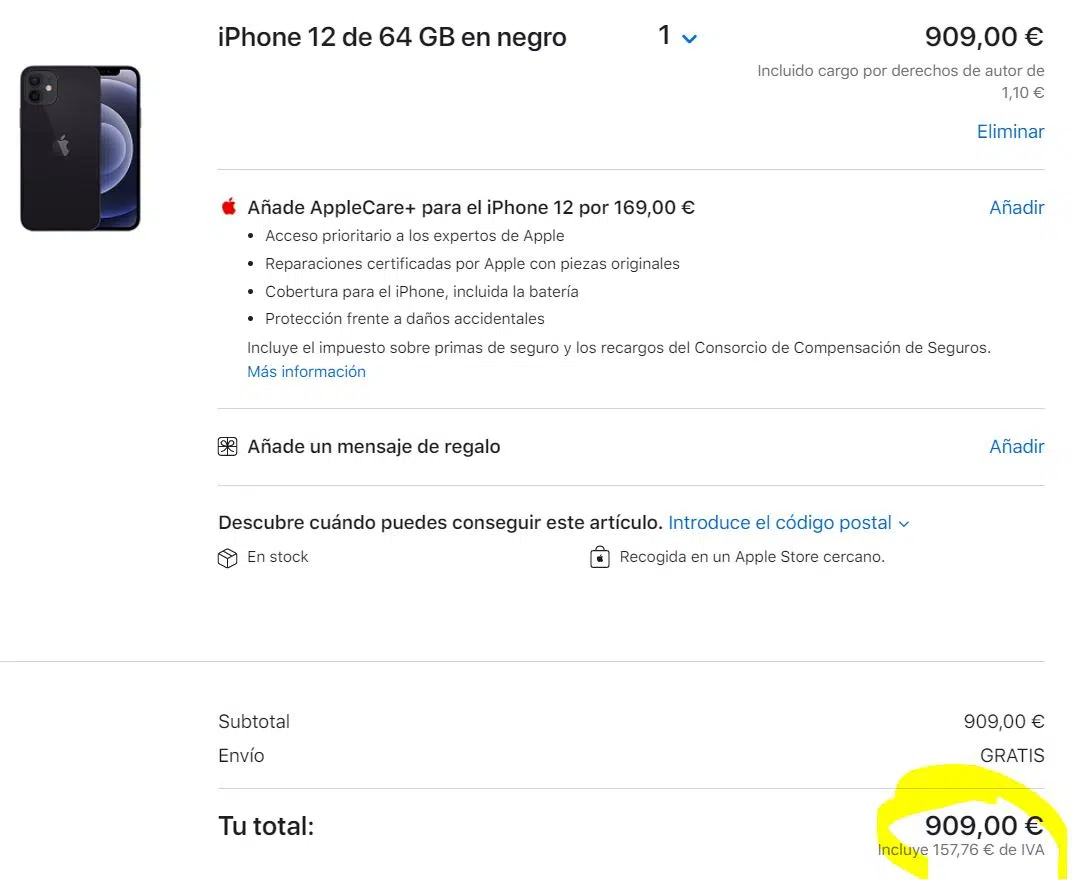 iPhone 12 de 64 GB en negro 1 909,00 €
Incluido cargo por derechos de autor de
1,10 €
Eliminar
Añade AppleCare+ para el iPhone 12 por 169,00 € Añadir
• Acceso prioritario a los expertos de Apple
• Reparaciones certificadas por Apple con piezas originales
• Cobertura para el iPhone, incluida la batería
• Protección frente a daños accidentales
Incluye el impuesto sobre primas de seguro y los recargos del Consorcio de Compensación de Seguros.
Más información
Añade un mensaje de regalo Añadir
Descubre cuándo puedes conseguir este artículo. Introduce el código postal
En stock Recogida en un Apple Store cercano.
Subtotal 909,00 €
Envío GRATIS
Tu total: 909,00 €
Incluye 157,76 € de IVA